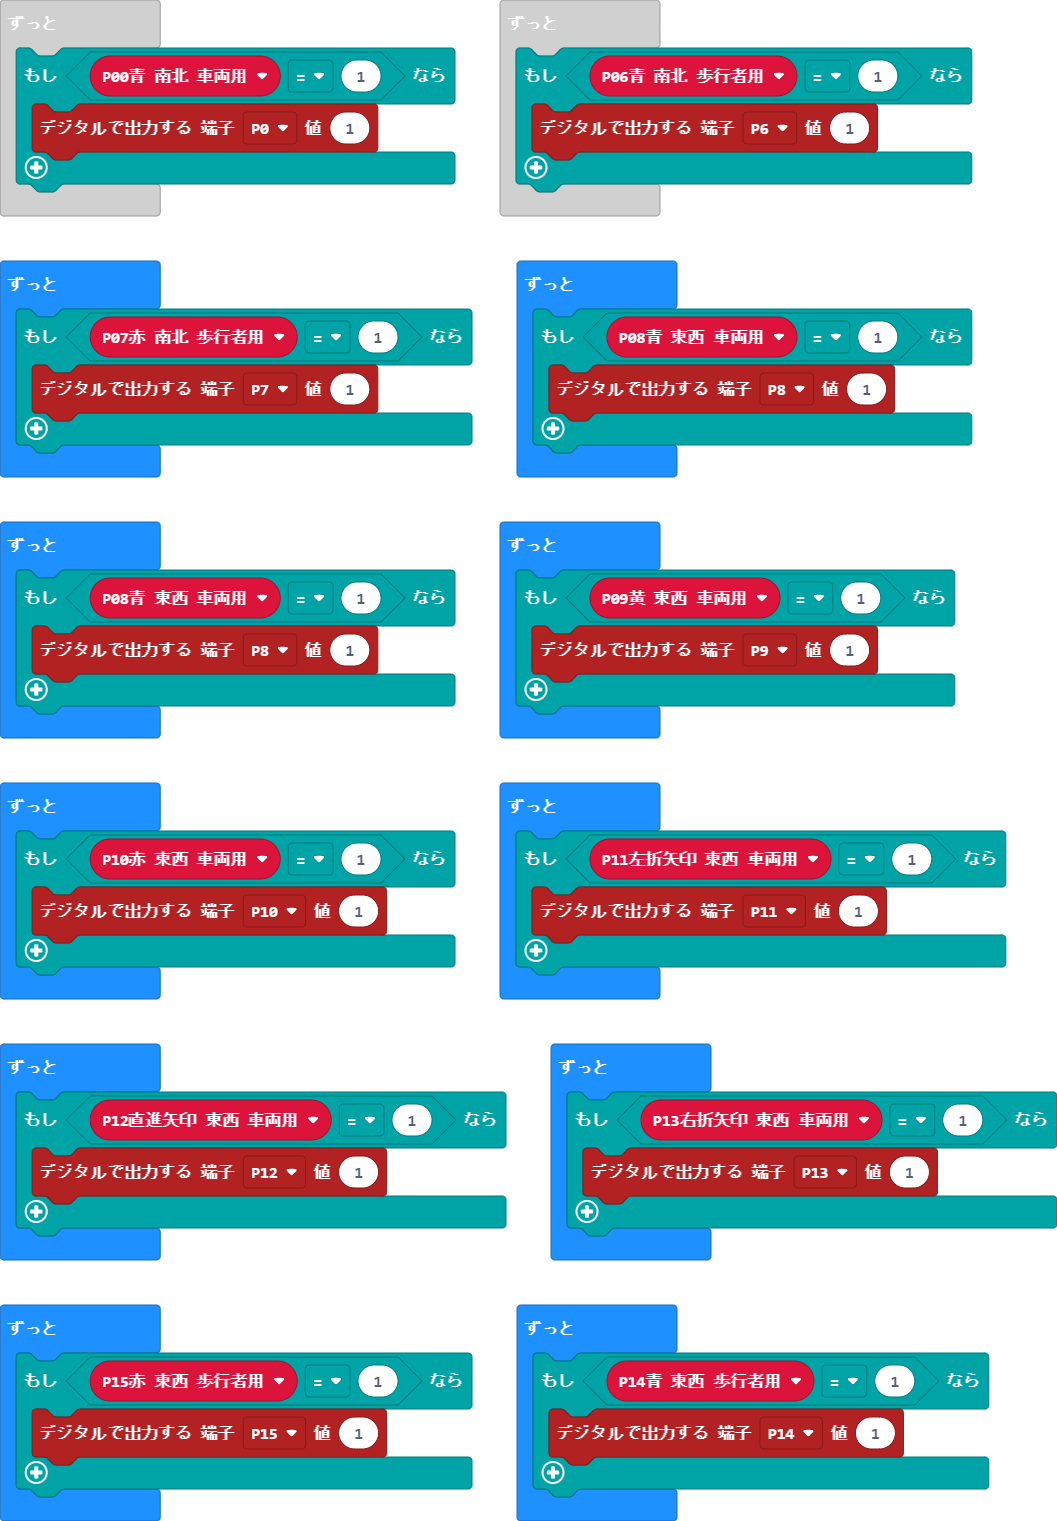 ずっと
もし P00青 南北 車両用 = 1 なら
デジタルで出力する 端子 P0 値 1
ずっと
もし P06青 南北 歩行者用 = 1 なら
デジタルで出力する 端子 P6 値 1
ずっと
もし P07赤 南北 歩行者用 = 1 なら
デジタルで出力する 端子 P7 値 1
ずっと
もし P08青 東西 車両用 = 1 なら
デジタルで出力する 端子 P8 値 1
ずっと
もし P08青 東西 車両用 = 1 なら
デジタルで出力する 端子 P8 値 1
ずっと
もし P09黄 東西 車両用 = 1 なら
デジタルで出力する 端子 P9 値 1
ずっと
もし P10赤 東西 車両用 = 1 なら
デジタルで出力する 端子 P10 値 1
ずっと
もし P11左折矢印 東西 車両用 = 1 なら
デジタルで出力する 端子 P11 値 1
ずっと
もし P12直進矢印 東西 車両用 = 1 なら
デジタルで出力する 端子 P12 値 1
ずっと
もし P13右折矢印 東西 車両用 = 1 なら
デジタルで出力する 端子 P13 値 1
ずっと
もし P15赤 東西 歩行者用 = 1 なら
デジタルで出力する 端子 P15 値 1
ずっと
もし P14青 東西 歩行者用 = 1 なら
デジタルで出力する 端子 P14 値 1